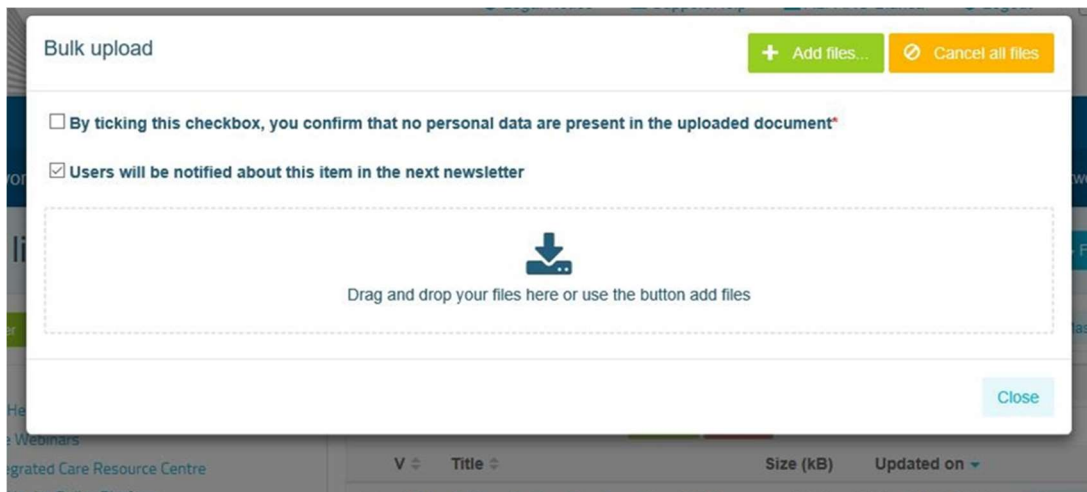 Bulk upload
+ Add files...
Cancel all files
By ticking this checkbox, you confirm that no personal data are present in the uploaded document*
Users will be notified about this item in the next newsletter
Drag and drop your files here or use the button add files
Close
Webinars
egrated Care Resource Centre
V
Title
Size (kB)
Updated on